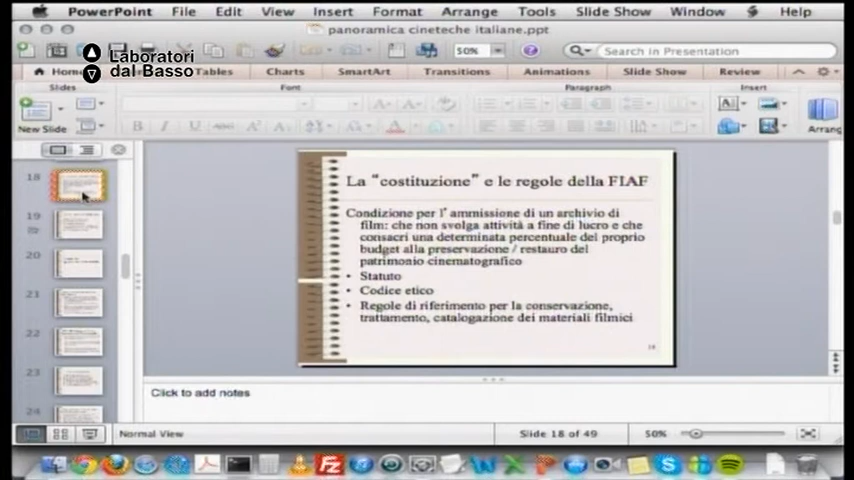 PowerPoint File Edit View Insert Format Arrange Tools Slide Show Window Help
panoramica cineteche italiane.ppt
50% Search in Presentation
Laboratori
dal Basso
Home Tables Charts SmartArt Transitions Animations Slide Show Review
Slides Font Paragraph Insert
New Slide Arrang
18
19
20
21
22
23
24
La “costituzione” e le regole della FIAF
Condizione per l’ ammissione di un archivio di
film: che non svolga attività a fine di lucro e che
consacri una determinata percentuale del proprio
budget alla preservazione / restauro del
patrimonio cinematografico
• Statuto
• Codice etico
• Regole di riferimento per la conservazione,
trattamento, catalogazione dei materiali filmici
18
Click to add notes
Normal View Slide 18 of 49 50%